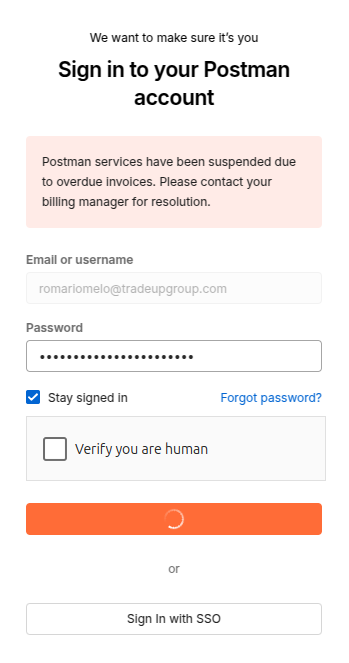 We want to make sure it's you
Sign in to your Postman
account
Postman services have been suspended due
to overdue invoices. Please contact your
billing manager for resolution.
Email or username
romariomelo@tradeupgroup.com
Password
Stay signed in
Forgot password?
Verify you are human
or
Sign In with SSO